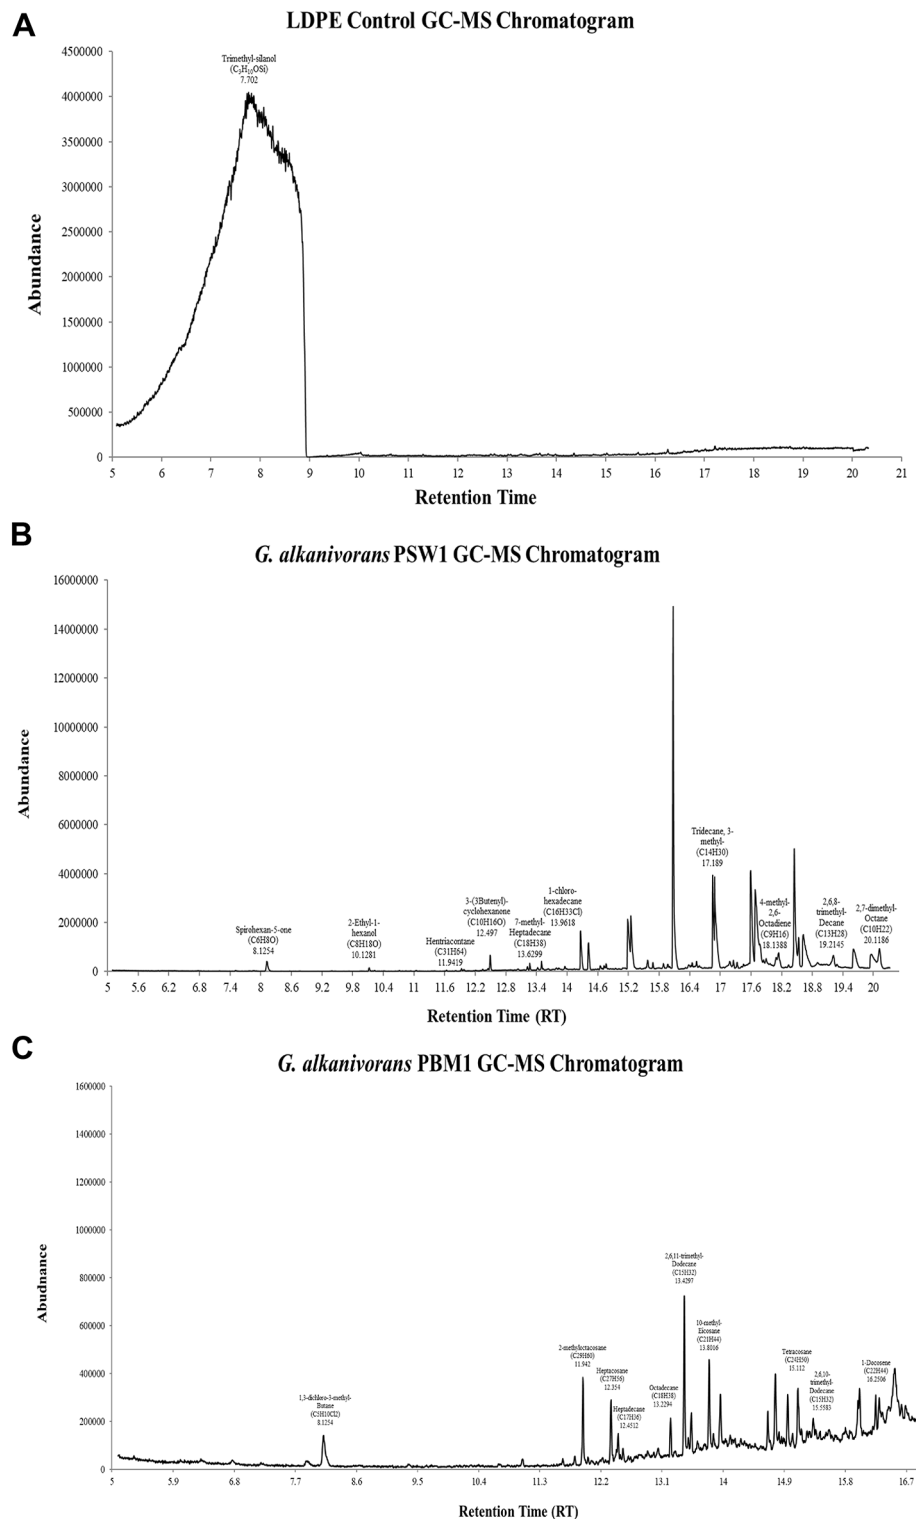 A
LDPE Control GC-MS Chromatogram
Trimethyl-silanol
(C3H10OSi)
7.702
4500000
4000000
3500000
3000000
2500000
2000000
1500000
1000000
500000
0
Abundance
5 6 7 8 9 10 11 12 13 14 15 16 17 18 19 20 21
Retention Time
B
G. alkanivorans PSW1 GC-MS Chromatogram
16000000
14000000
12000000
10000000
8000000
6000000
4000000
2000000
0
Abundance
Spirohexan-5-one
(C6H8O)
8.1254
2-Ethyl-1-
hexanol
(C8H18O)
10.1281
Hentriacontane
(C31H64)
11.9419
3-(3Butenyl)-
cyclohexanone
(C10H16O)
12.497
7-methyl-
Heptadecane
(C18H38)
13.6299
1-chloro-
hexadecane
(C16H33Cl)
13.9618
Tridecane, 3-
methyl-
(C14H30)
17.189
4-methyl-
2,6-
Octadiene
(C9H16)
18.1388
2,6,8-
trimethyl-
Decane
(C13H28)
19.2145
2,7-dimethyl-
Octane
(C10H22)
20.1186
5 5.6 6.2 6.8 7.4 8 8.6 9.2 9.8 10.4 11 11.6 12.2 12.8 13.4 14 14.6 15.2 15.8 16.4 17 17.6 18.2 18.8 19.4 20
Retention Time (RT)
C
G. alkanivorans PBM1 GC-MS Chromatogram
1600000
1400000
1200000
1000000
800000
600000
400000
200000
0
Abudnance
1,3-dichloro-3-methyl-
Butane
(C5H10Cl2)
8.1254
2-methyloctacosane
(C29H60)
11.942
Heptacosane
(C27H56)
12.354
Heptadecane
(C17H36)
12.4512
Octadecane
(C18H38)
13.2294
2,6,11-trimethyl-
Dodecane
(C15H32)
13.4297
10-methyl-
Eicosane
(C21H44)
13.8016
Tetracosane
(C24H50)
15.112
2,6,10-
trimethyl-
Dodecane
(C15H32)
15.5583
1-Docosene
(C22H44)
16.2506
5 5.9 6.8 7.7 8.6 9.5 10.4 11.3 12.2 13.1 14 14.9 15.8 16.7
Retention Time (RT)